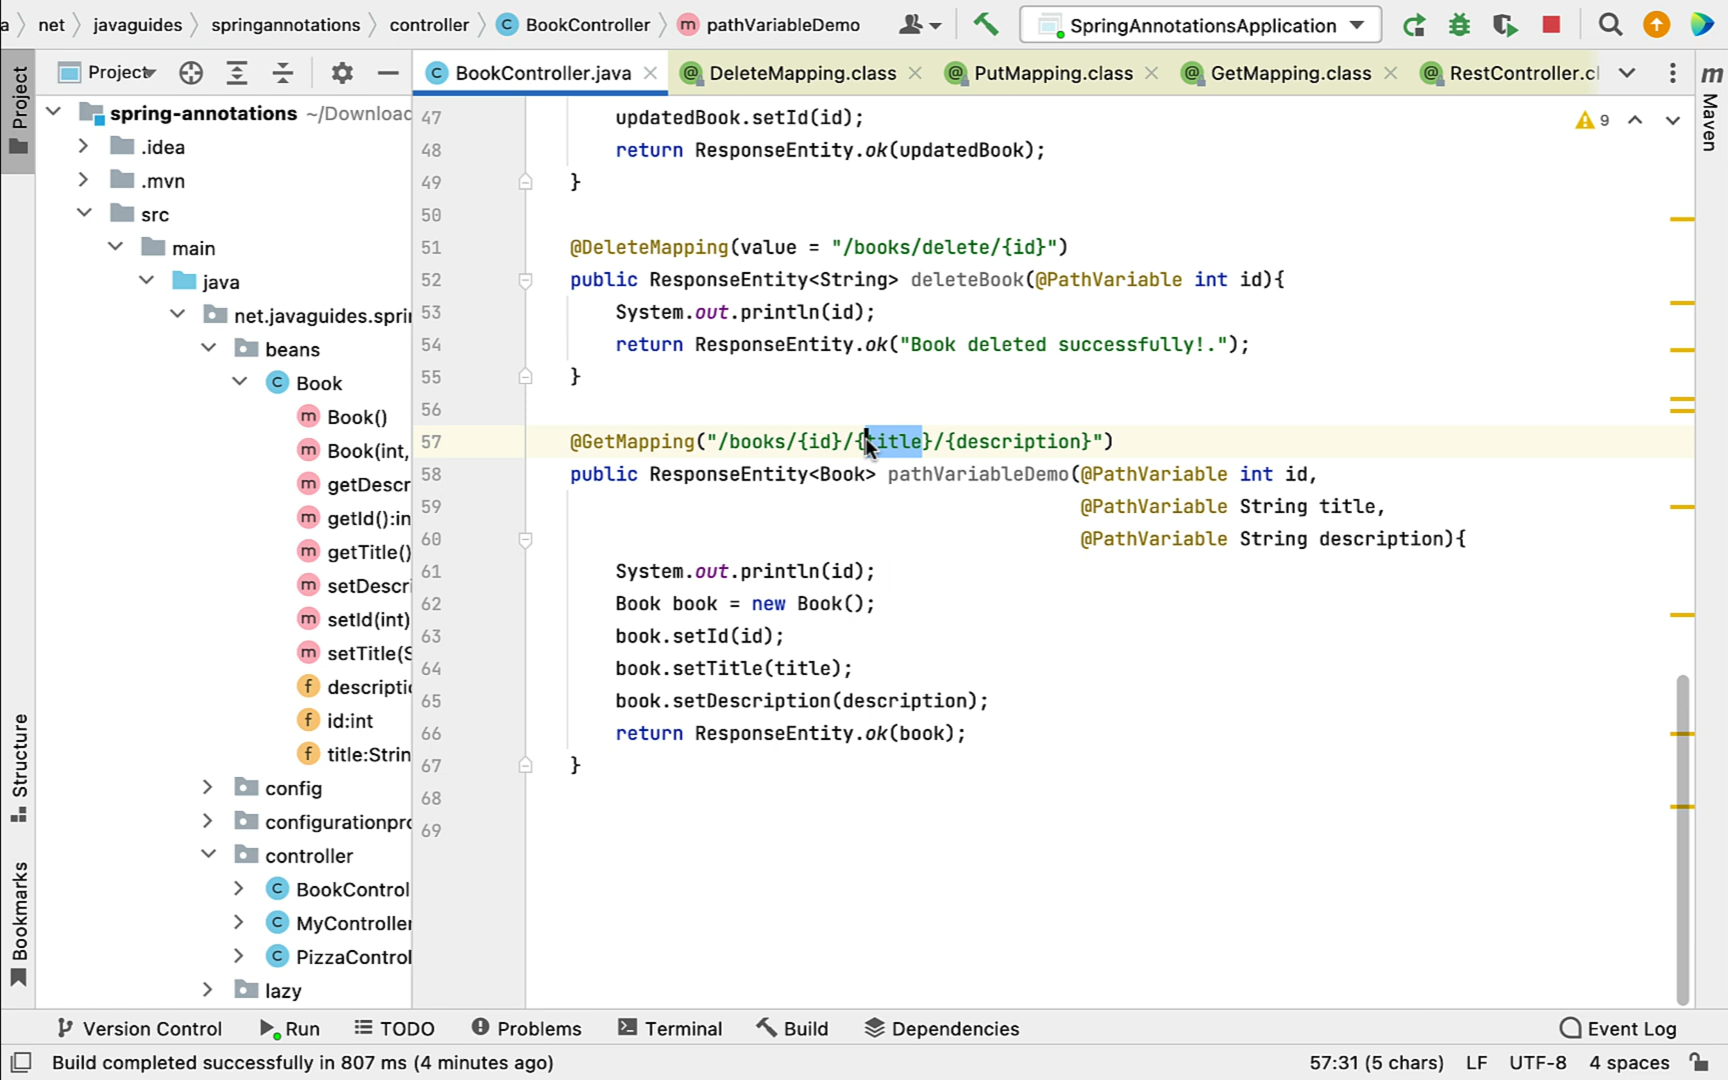 a net javaguides springannotations controller BookController pathVariableDemo SpringAnnotationsApplication
Project BookController.java DeleteMapping.class PutMapping.class GetMapping.class RestController.cl
Project
Structure
Bookmarks
m Maven
spring-annotations ~/Download
.idea
.mvn
src
main
java
net.javaguides.sprin
beans
Book
Book()
Book(int,
getDescr
getId():in
getTitle()
setDescri
setId(int)
setTitle(S
descriptio
id:int
title:Strin
config
configurationpro
controller
BookControl
MyController
PizzaControl
lazy
47 updatedBook.setId(id);
48 return ResponseEntity.ok(updatedBook);
49 }
50
51 @DeleteMapping(value = "/books/delete/{id}")
52 public ResponseEntity<String> deleteBook(@PathVariable int id){
53 System.out.println(id);
54 return ResponseEntity.ok("Book deleted successfully!.");
55 }
56
57 @GetMapping("/books/{id}/{title}/{description}")
58 public ResponseEntity<Book> pathVariableDemo(@PathVariable int id,
59 @PathVariable String title,
60 @PathVariable String description){
61 System.out.println(id);
62 Book book = new Book();
63 book.setId(id);
64 book.setTitle(title);
65 book.setDescription(description);
66 return ResponseEntity.ok(book);
67 }
68
69
9
Version Control Run TODO Problems Terminal Build Dependencies Event Log
Build completed successfully in 807 ms (4 minutes ago) 57:31 (5 chars) LF UTF-8 4 spaces